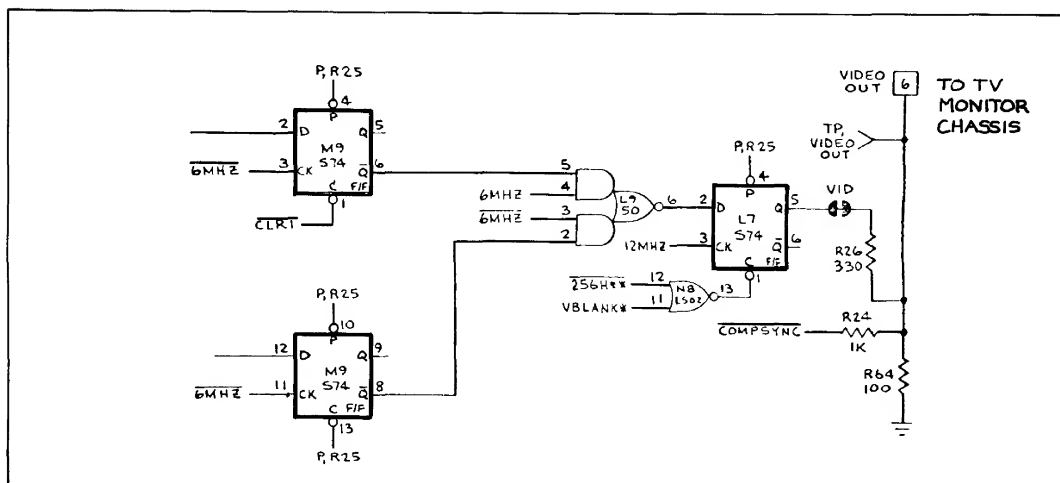 P,R25
4
P
2 D Q 5
M9
S74
6MHZ 3 CK Q 6
C F/F
1
CLR1
P,R25
10
P
12 D Q 9
M9
S74
6MHZ 11 CK Q 8
C F/F
13
P,R25
5
6MHZ 4
6MHZ 3
2
L9
50
6
P,R25
4
P
2 D Q 5
L7
S74
12MHZ 3 CK Q 6
C F/F
1
256H** 12
VBLANK* 11
N8
LS02
13
VID
R26
330
VIDEO
OUT
6
TO TV
MONITOR
CHASSIS
TP,
VIDEO
OUT
COMPSYNC
R24
1K
R64
100